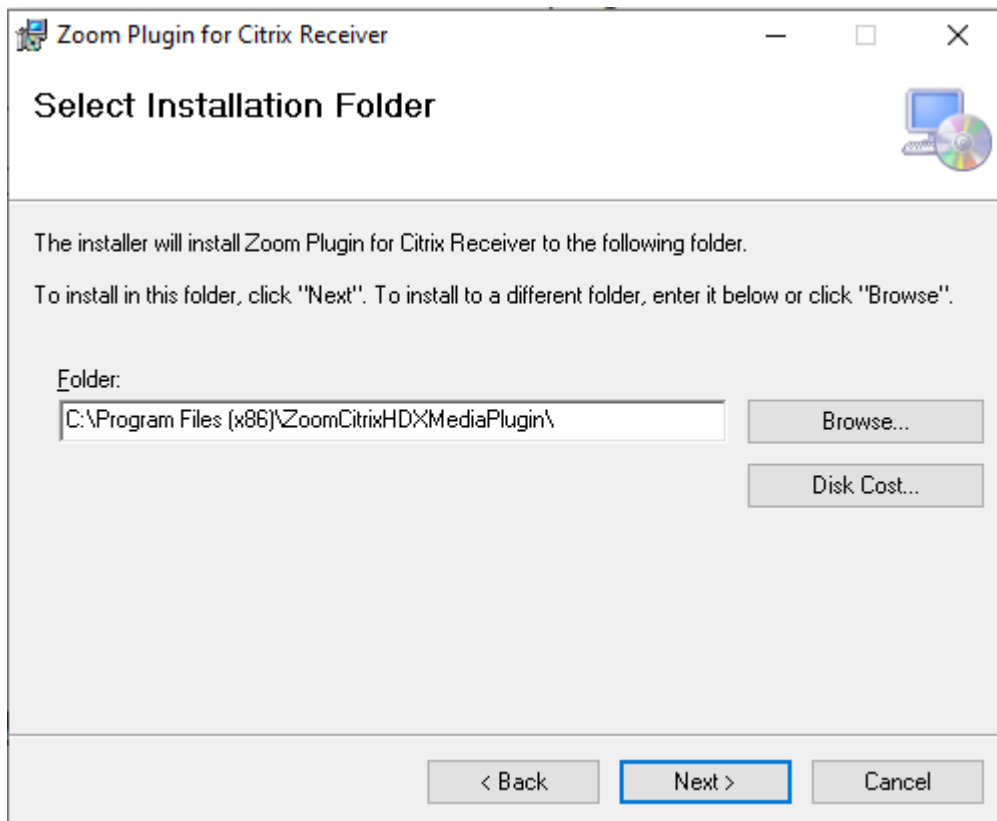 Zoom Plugin for Citrix Receiver
Select Installation Folder
The installer will install Zoom Plugin for Citrix Receiver to the following folder.
To install in this folder, click "Next". To install to a different folder, enter it below or click "Browse".
Folder:
C:\Program Files (x86)\ZoomCitrixHDXMediaPlugin\
Browse...
Disk Cost...
< Back
Next >
Cancel